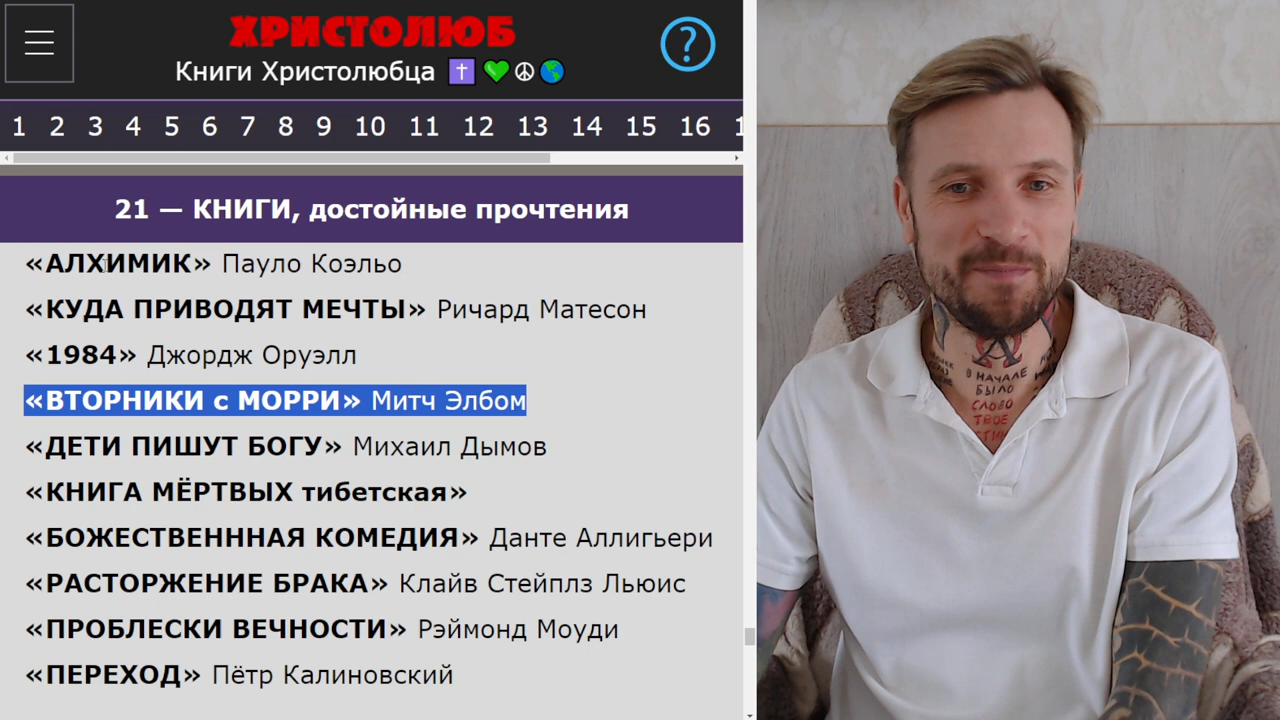 ХРИСТОЛЮБ
Книги Христолюбца
1 2 3 4 5 6 7 8 9 10 11 12 13 14 15 16 1
21 — КНИГИ, достойные прочтения
«АЛХИМИК» Пауло Коэльо
«КУДА ПРИВОДЯТ МЕЧТЫ» Ричард Матесон
«1984» Джордж Оруэлл
«ВТОРНИКИ с МОРРИ» Митч Элбом
«ДЕТИ ПИШУТ БОГУ» Михаил Дымов
«КНИГА МЁРТВЫХ тибетская»
«БОЖЕСТВЕНННАЯ КОМЕДИЯ» Данте Аллигьери
«РАСТОРЖЕНИЕ БРАКА» Клайв Стейплз Льюис
«ПРОБЛЕСКИ ВЕЧНОСТИ» Рэймонд Моуди
«ПЕРЕХОД» Пётр Калиновский
В НАЧАЛЕ
БЫЛО
СЛОВО
ТВОЕ